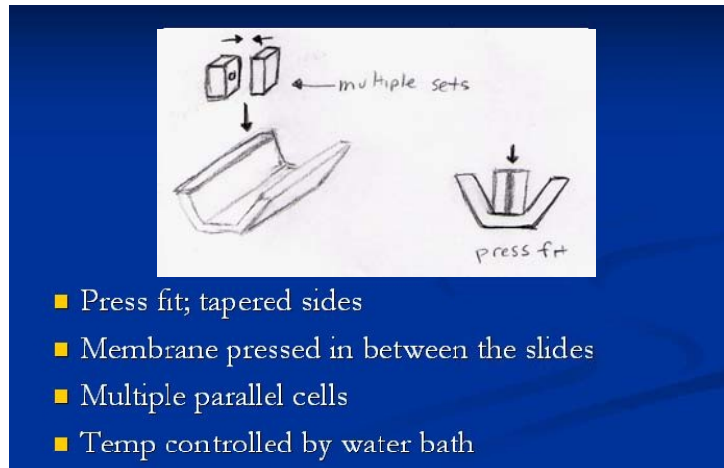 multiple sets
press fit
Press fit; tapered sides
Membrane pressed in between the slides
Multiple parallel cells
Temp controlled by water bath